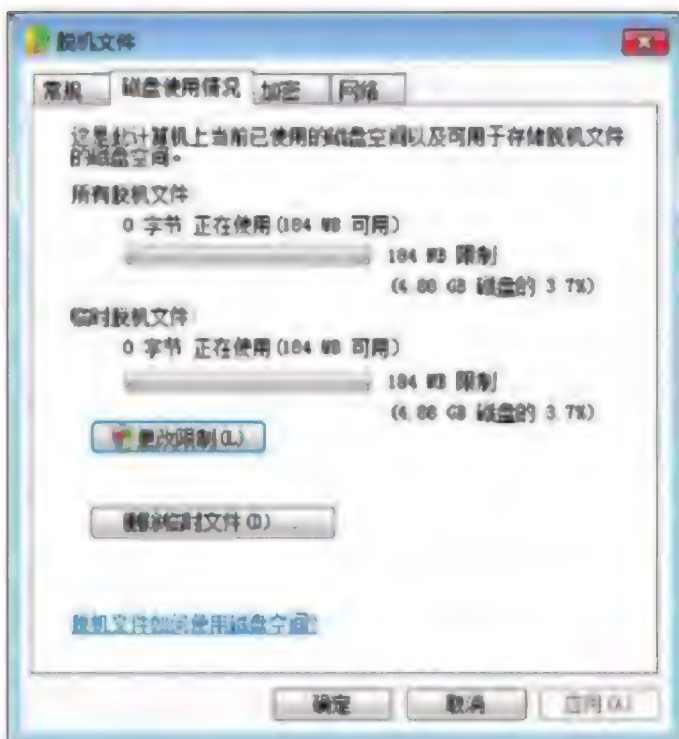 脱机文件
常规 磁盘使用情况 加密 网络
这是此计算机上当前已使用的磁盘空间以及可用于存储脱机文件
的磁盘空间。
所有脱机文件
0 字节 正在使用(184 MB 可用)
184 MB 限制
(4.88 GB 磁盘的 3.7%)
临时脱机文件
0 字节 正在使用(184 MB 可用)
184 MB 限制
(4.88 GB 磁盘的 3.7%)
更改限制(L)
删除临时文件(D)
脱机文件如何使用磁盘空间?
确定 取消 应用(A)